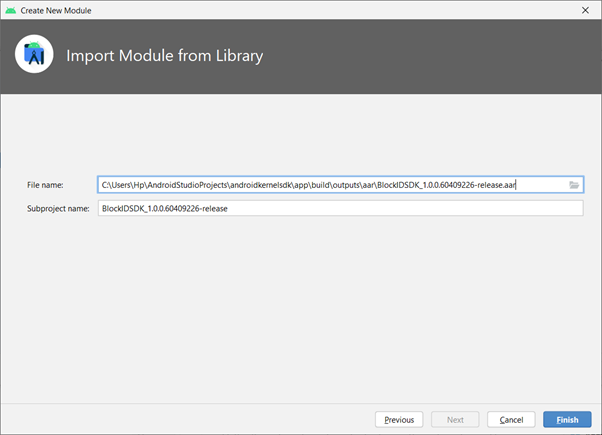 Create New Module
Import Module from Library
File name: C:\Users\Hp\AndroidStudioProjects\androidkernelsdk\app\build\outputs\aar\BlockIDSDK_1.0.0.60409226-release.aar
Subproject name: BlockIDSDK_1.0.0.60409226-release
Previous Next Cancel Finish